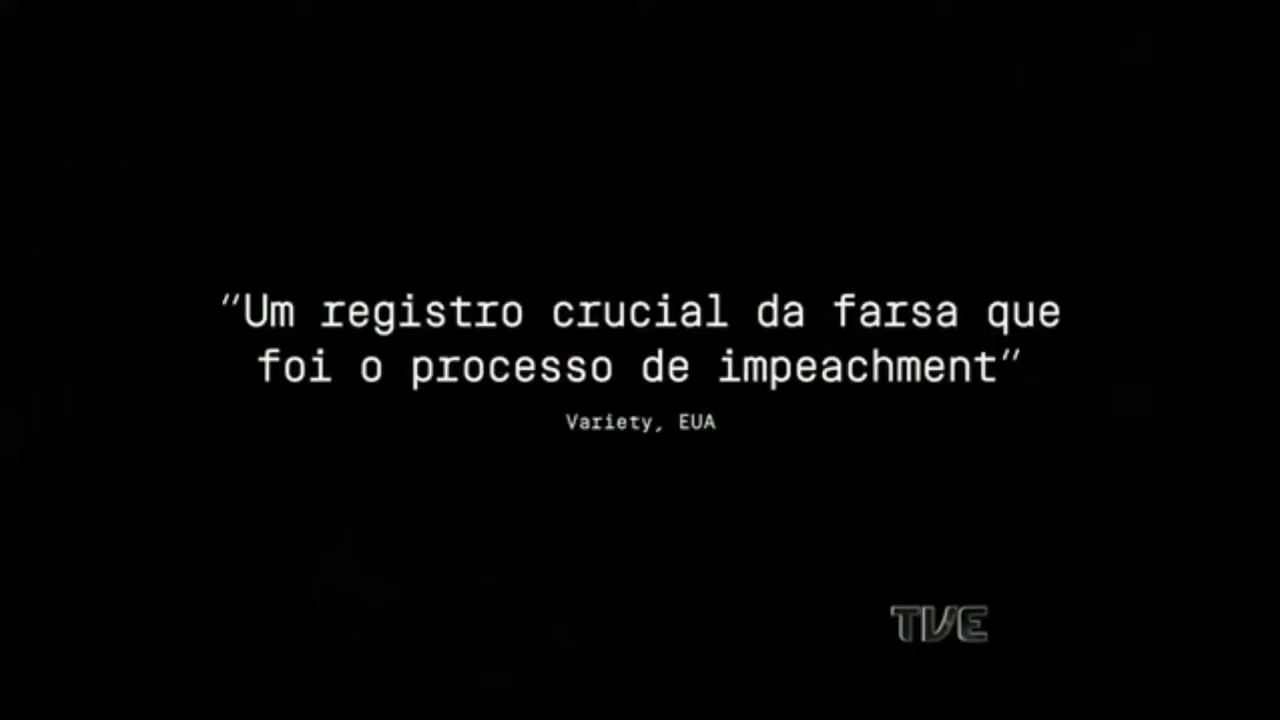 “Um registro crucial da farsa que
foi o processo de impeachment”
Variety, EUA
TVE